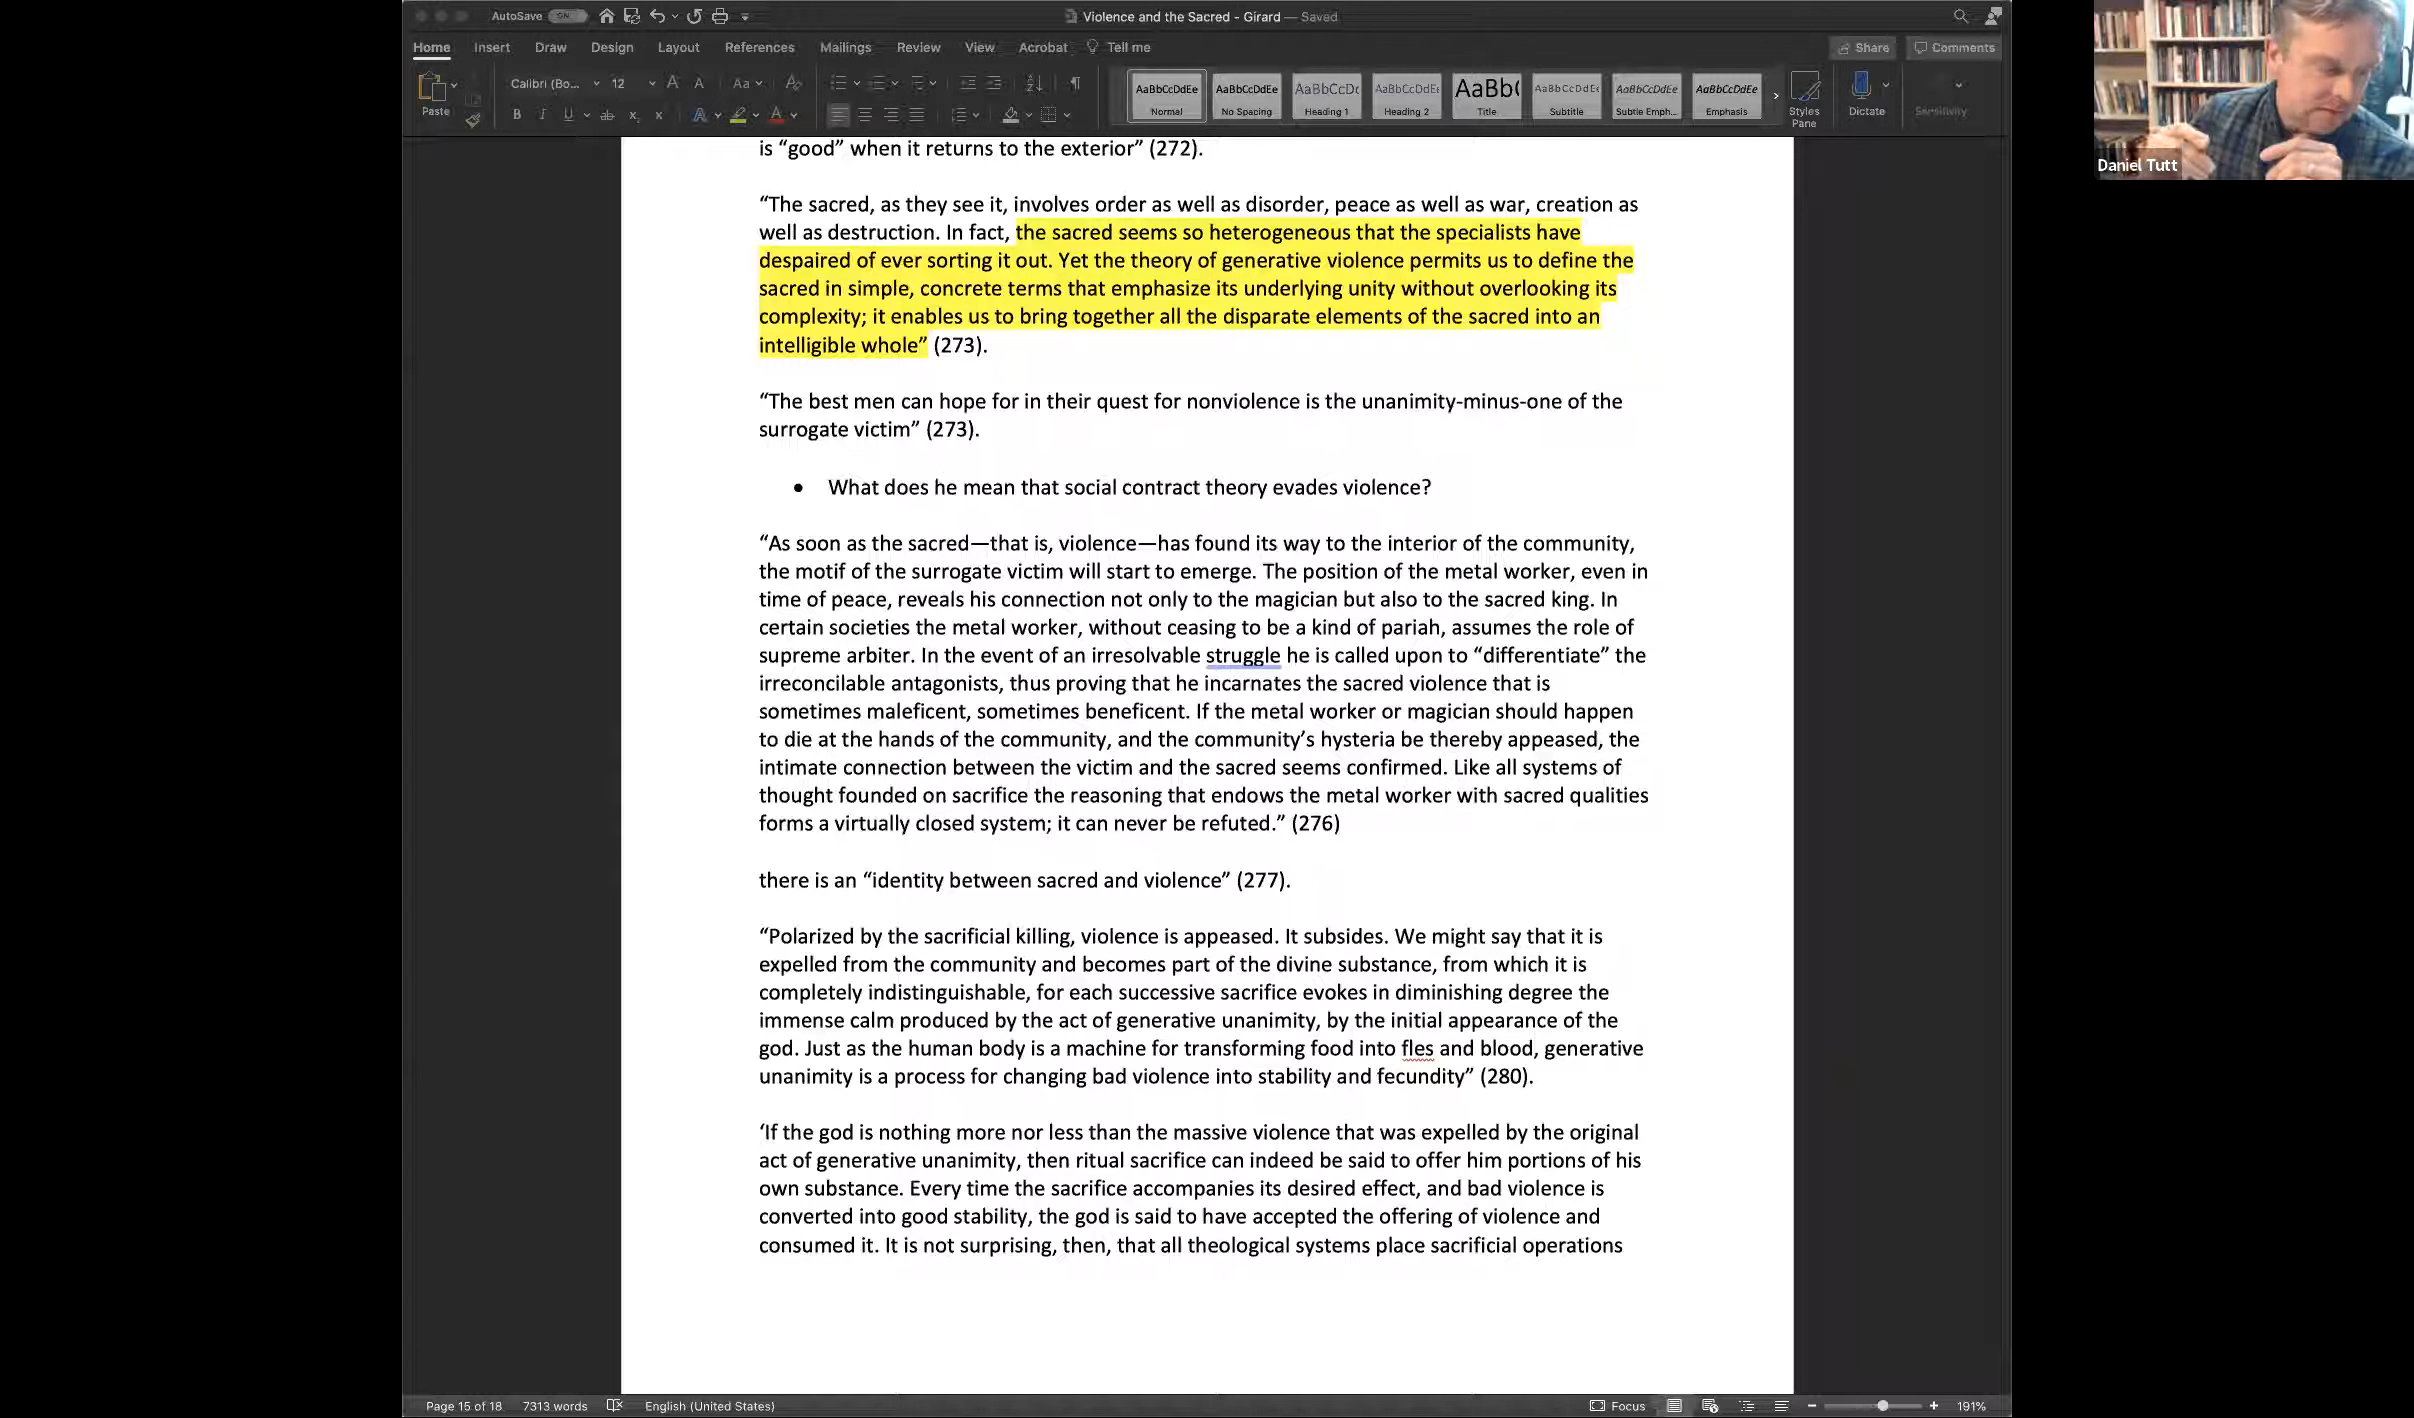 AutoSave ON
Violence and the Sacred - Girard — Saved
Home Insert Draw Design Layout References Mailings Review View Acrobat Tell me
Share Comments
Paste
Calibri (Bo... 12
AaBbCcDdEe AaBbCcDdEe AaBbCcDc AaBbCcDdEe AaBb( AaBbCcDdEe AaBbCcDdEe AaBbCcDdEe
Normal No Spacing Heading 1 Heading 2 Title Subtitle Subtle Emph... Emphasis
Styles
Pane
Dictate
Sensitivity
Daniel Tutt
is “good” when it returns to the exterior” (272).
“The sacred, as they see it, involves order as well as disorder, peace as well as war, creation as
well as destruction. In fact, the sacred seems so heterogeneous that the specialists have
despaired of ever sorting it out. Yet the theory of generative violence permits us to define the
sacred in simple, concrete terms that emphasize its underlying unity without overlooking its
complexity; it enables us to bring together all the disparate elements of the sacred into an
intelligible whole” (273).
“The best men can hope for in their quest for nonviolence is the unanimity-minus-one of the
surrogate victim” (273).
• What does he mean that social contract theory evades violence?
“As soon as the sacred—that is, violence—has found its way to the interior of the community,
the motif of the surrogate victim will start to emerge. The position of the metal worker, even in
time of peace, reveals his connection not only to the magician but also to the sacred king. In
certain societies the metal worker, without ceasing to be a kind of pariah, assumes the role of
supreme arbiter. In the event of an irresolvable struggle he is called upon to “differentiate” the
irreconcilable antagonists, thus proving that he incarnates the sacred violence that is
sometimes maleficent, sometimes beneficent. If the metal worker or magician should happen
to die at the hands of the community, and the community’s hysteria be thereby appeased, the
intimate connection between the victim and the sacred seems confirmed. Like all systems of
thought founded on sacrifice the reasoning that endows the metal worker with sacred qualities
forms a virtually closed system; it can never be refuted.” (276)
there is an “identity between sacred and violence” (277).
“Polarized by the sacrificial killing, violence is appeased. It subsides. We might say that it is
expelled from the community and becomes part of the divine substance, from which it is
completely indistinguishable, for each successive sacrifice evokes in diminishing degree the
immense calm produced by the act of generative unanimity, by the initial appearance of the
god. Just as the human body is a machine for transforming food into fles and blood, generative
unanimity is a process for changing bad violence into stability and fecundity” (280).
‘If the god is nothing more nor less than the massive violence that was expelled by the original
act of generative unanimity, then ritual sacrifice can indeed be said to offer him portions of his
own substance. Every time the sacrifice accompanies its desired effect, and bad violence is
converted into good stability, the god is said to have accepted the offering of violence and
consumed it. It is not surprising, then, that all theological systems place sacrificial operations
Page 15 of 18 7313 words English (United States) Focus 191%